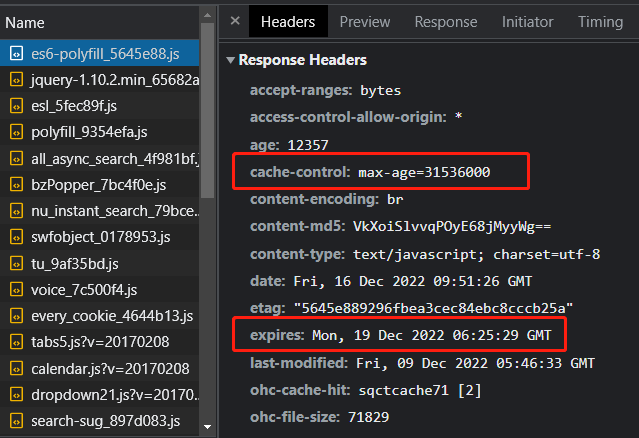 Name
es6-polyfill_5645e88.js
jquery-1.10.2.min_65682a
esl_5fec89f.js
polyfill_9354efa.js
all_async_search_4f981bf.j
bzPopper_7bc4f0e.js
nu_instant_search_79bce...
swfobject_0178953.js
tu_9af35bd.js
voice_7c500f4.js
every_cookie_4644b13.js
tabs5.js?v=20170208
calendar.js?v=20170208
dropdown21.js?v=20170...
search-sug_897d083.js
× Headers Preview Response Initiator Timing
Response Headers
accept-ranges: bytes
access-control-allow-origin: *
age: 12357
cache-control: max-age=31536000
content-encoding: br
content-md5: VkXoiSlvvqPOyE68jMyyWg==
content-type: text/javascript; charset=utf-8
date: Fri, 16 Dec 2022 09:51:26 GMT
etag: "5645e889296fbea3cec84ebc8cccb25a"
expires: Mon, 19 Dec 2022 06:25:29 GMT
last-modified: Fri, 09 Dec 2022 05:46:33 GMT
ohc-cache-hit: sqctcache71 [2]
ohc-file-size: 71829